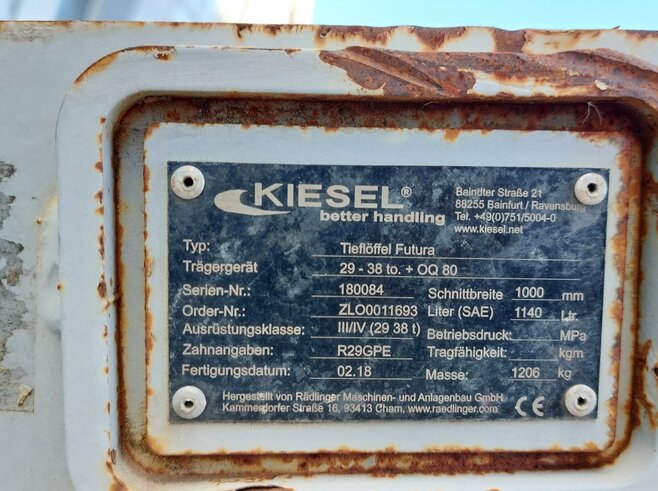 KIESEL®
better handling
Baindter Straße 21
88255 Bainfurt / Ravensburg
Tel. +49(0)751/5004-0
www.kiesel.net
Typ: Tieflöffel Futura
Trägergerät 29 - 38 to. + OQ 80
Serien-Nr.: 180084 Schnittbreite 1000 mm
Order-Nr.: ZLO0011693 Liter (SAE) 1140 Ltr.
Ausrüstungsklasse: III/IV (29 38 t) Betriebsdruck: MPa
Zahnangaben: R29GPE Tragfähigkeit: kgm
Fertigungsdatum: 02.18 Masse: 1206 kg
Hergestellt von Rädlinger Maschinen- und Anlagenbau GmbH
Kammerdorfer Straße 16, 93413 Cham, www.raedlinger.com CE